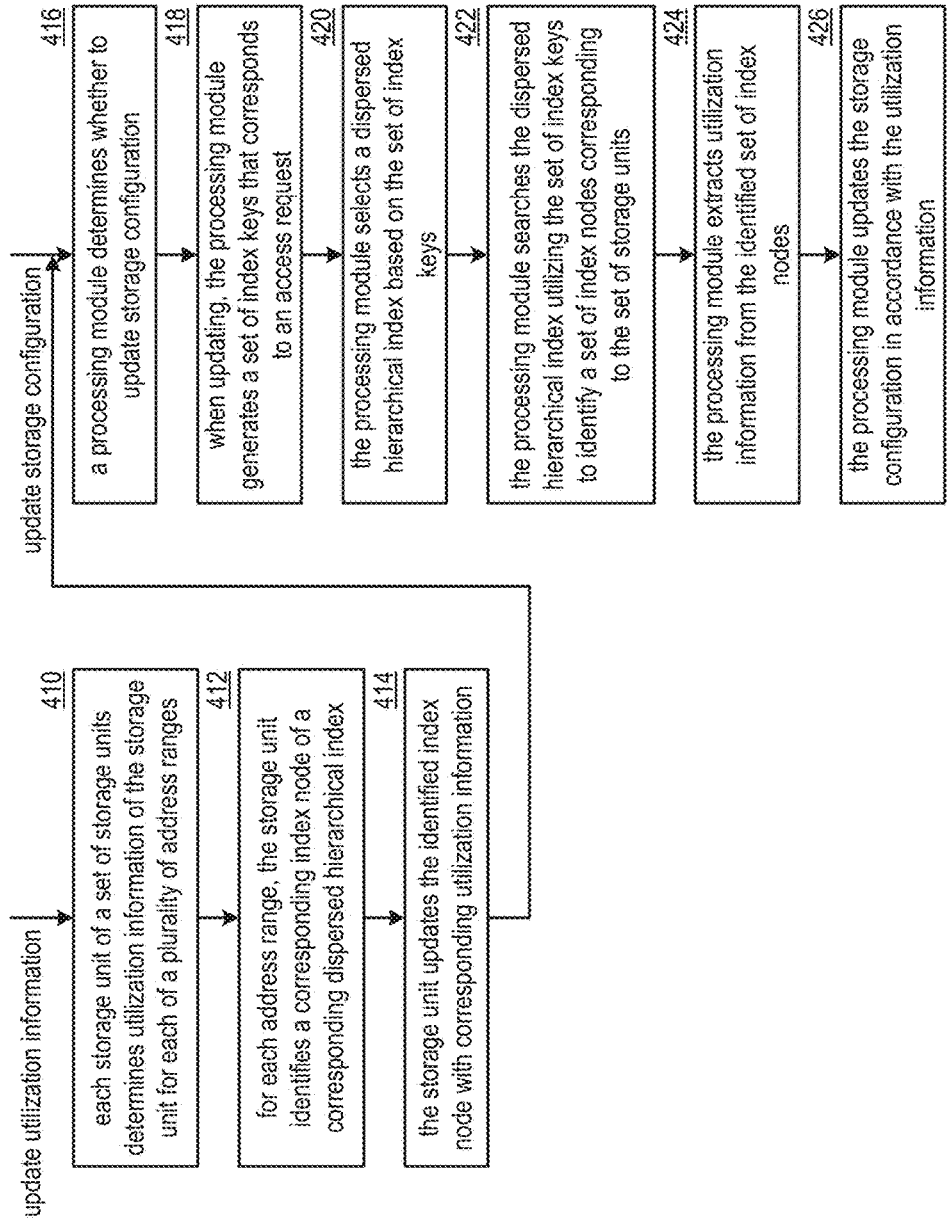 update utilization information
410
each storage unit of a set of storage units
determines utilization information of the storage
unit for each of a plurality of address ranges
412
for each address range, the storage unit
identifies a corresponding index node of a
corresponding dispersed hierarchical index
414
the storage unit updates the identified index
node with corresponding utilization information
update storage configuration
416
a processing module determines whether to
update storage configuration
418
when updating, the processing module
generates a set of index keys that corresponds
to an access request
420
the processing module selects a dispersed
hierarchical index based on the set of index
keys
422
the processing module searches the dispersed
hierarchical index utilizing the set of index keys
to identify a set of index nodes corresponding
to the set of storage units
424
the processing module extracts utilization
information from the identified set of index
nodes
426
the processing module updates the storage
configuration in accordance with the utilization
information